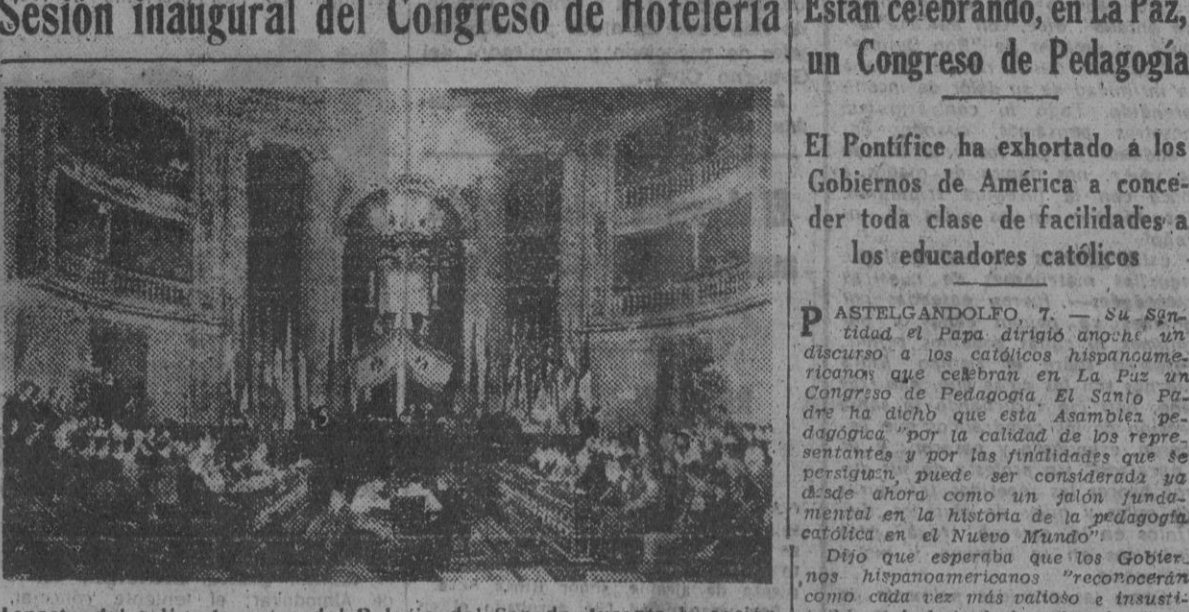 Sesión inaugural del Congreso de Hotelería
Están celebrando, en La Paz,
un Congreso de Pedagogía
El Pontífice ha exhortado a los
Gobiernos de América a conce-
der toda clase de facilidades a
los educadores católicos
PASTELGANDOLFO, 7. — Su San-
tidad el Papa dirigió anoche un
discurso a los católicos hispanoame-
ricanos que celebran en La Paz un
Congreso de Pedagogía. El Santo Pa-
dre ha dicho que esta Asamblea pe-
dagógica "por la calidad de los repre-
sentantes y por las finalidades que se
persiguen, puede ser considerada ya
desde ahora como un jalón funda-
mental en la historia de la pedagogía
católica en el Nuevo Mundo".
Dijo que esperaba que los Gobier-
nos hispanoamericanos "reconocerán
como cada vez más valioso e insusti-